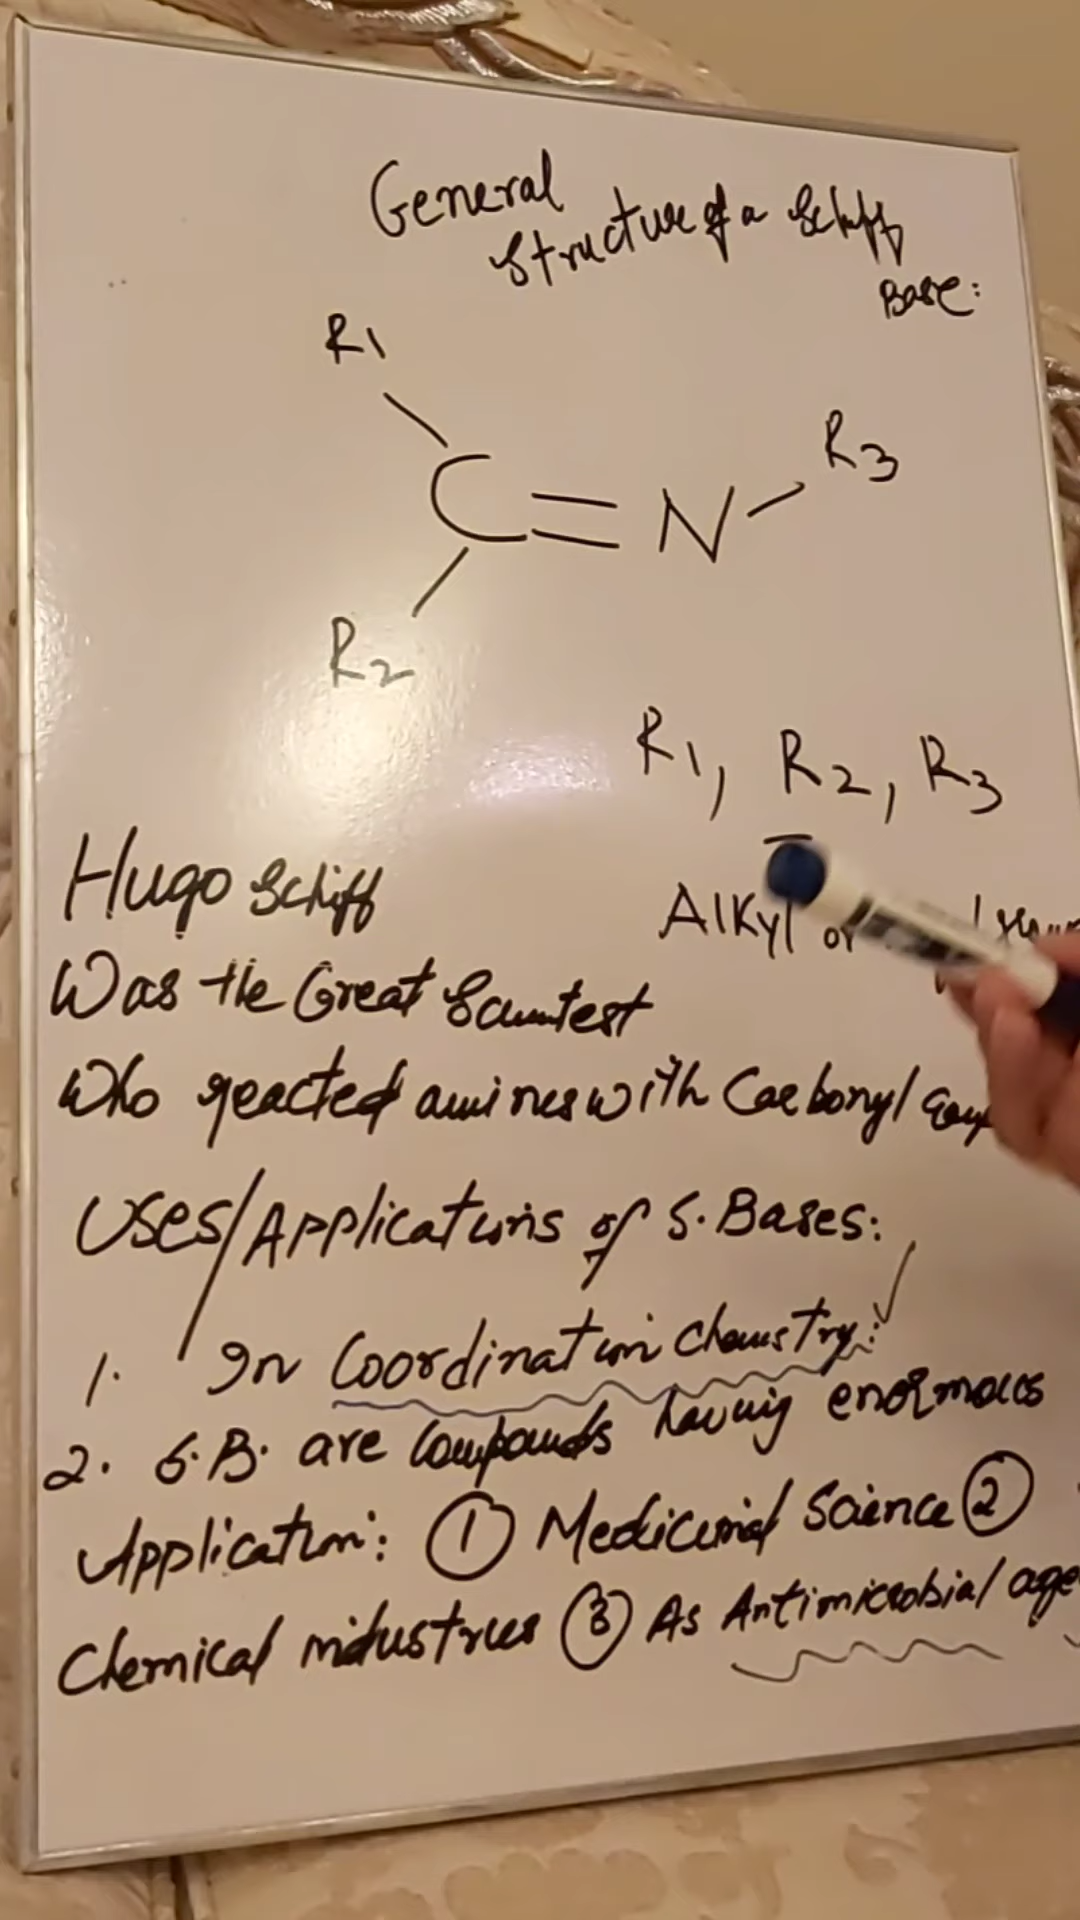 General
Structure of a Schiff
Base:
R1
C = N - R3
R2
R1, R2, R3
Alkyl or
Hugo Schiff
Was the Great Scientest
Who reacted amines with Carbonyl
Uses/Applications of S. Bases:
1. In Coordination Chemistry:
2. S.B. are Compounds having enormous
Application: ① Medicinal Science ②
Chemical industries ③ As Antimicrobial age